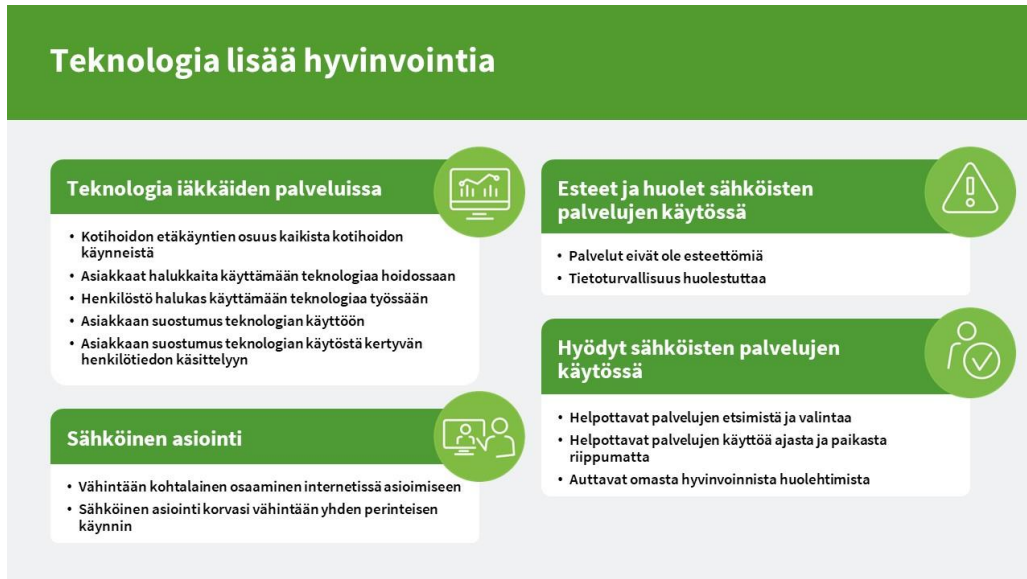 Teknologia lisää hyvinvointia
Teknologia iäkkäiden palveluissa
• Kotihoidon etäkäyntien osuus kaikista kotihoidon
käynneistä
• Asiakkaat halukkaita käyttämään teknologiaa hoidossaan
• Henkilöstö halukas käyttämään teknologiaa työssään
• Asiakkaan suostumus teknologian käyttöön
• Asiakkaan suostumus teknologian käytöstä kertyvän
henkilötiedon käsittelyyn
Sähköinen asiointi
• Vähintään kohtalainen osaaminen internetissä asioimiseen
• Sähköinen asiointi korvasi vähintään yhden perinteisen
käynnin
Esteet ja huolet sähköisten
palvelujen käytössä
• Palvelut eivät ole esteettömiä
• Tietoturvallisuus huolestuttaa
Hyödyt sähköisten palvelujen
käytössä
• Helpottavat palvelujen etsimistä ja valintaa
• Helpottavat palvelujen käyttöä ajasta ja paikasta
riippumatta
• Auttavat omasta hyvinvoinnista huolehtimista